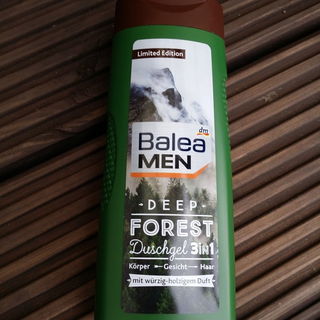 Limited Edition
dm
Balea
MEN
DEEP
FOREST
Duschgel 3in1
Körper Gesicht Haar
mit würzig-holzigem Duft